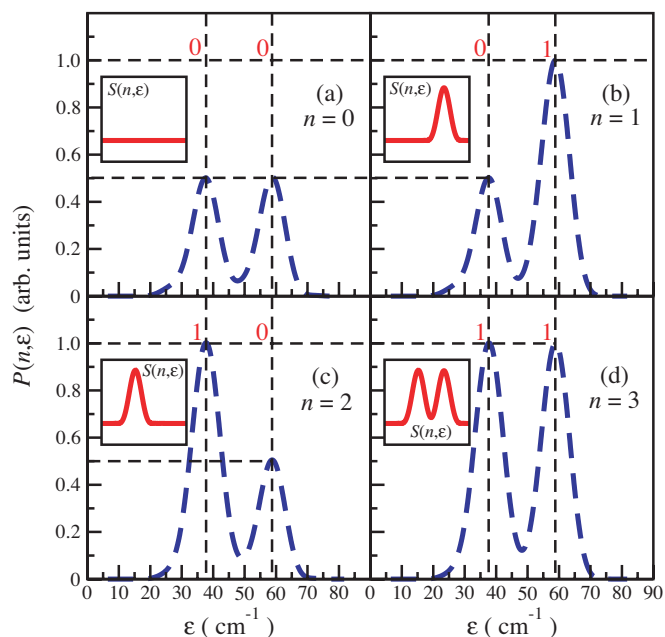 0 0
0 1
1.0
0.8
0.6
0.4
0.2
0
S(n,ε)
(a)
n = 0
S(n,ε)
(b)
n = 1
P(n,ε) (arb. units)
1 0
1 1
1.0
0.8
0.6
0.4
0.2
0
S(n,ε)
(c)
n = 2
S(n,ε)
(d)
n = 3
0 10 20 30 40 50 60 70 80 0 10 20 30 40 50 60 70 80 90
ε ( cm⁻¹ ) ε ( cm⁻¹ )